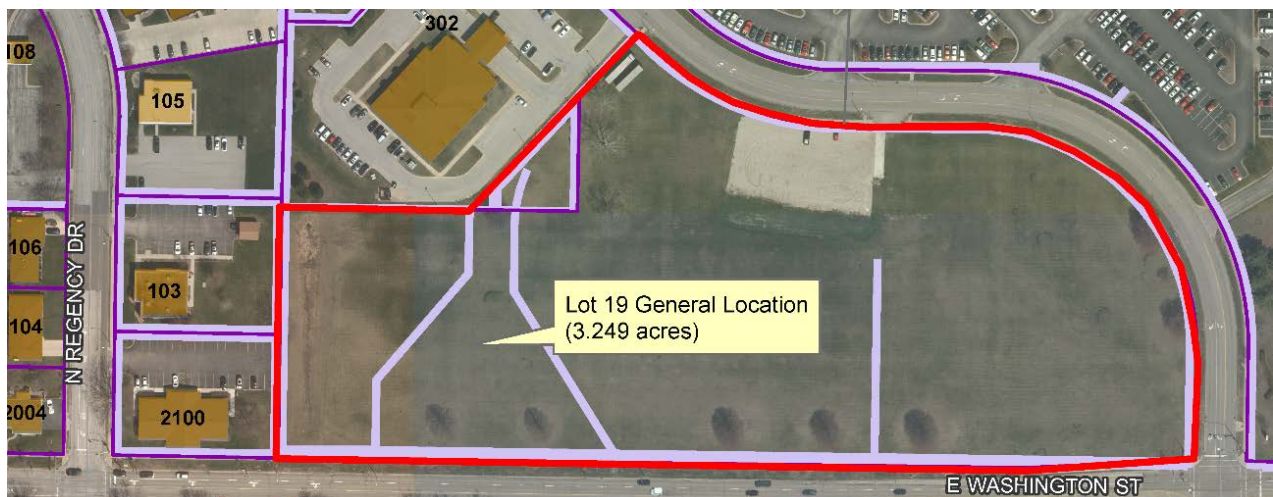 302
108
105
106
103
Lot 19 General Location
(3.249 acres)
104
N REGENCY DR
2004
2100
E WASHINGTON ST